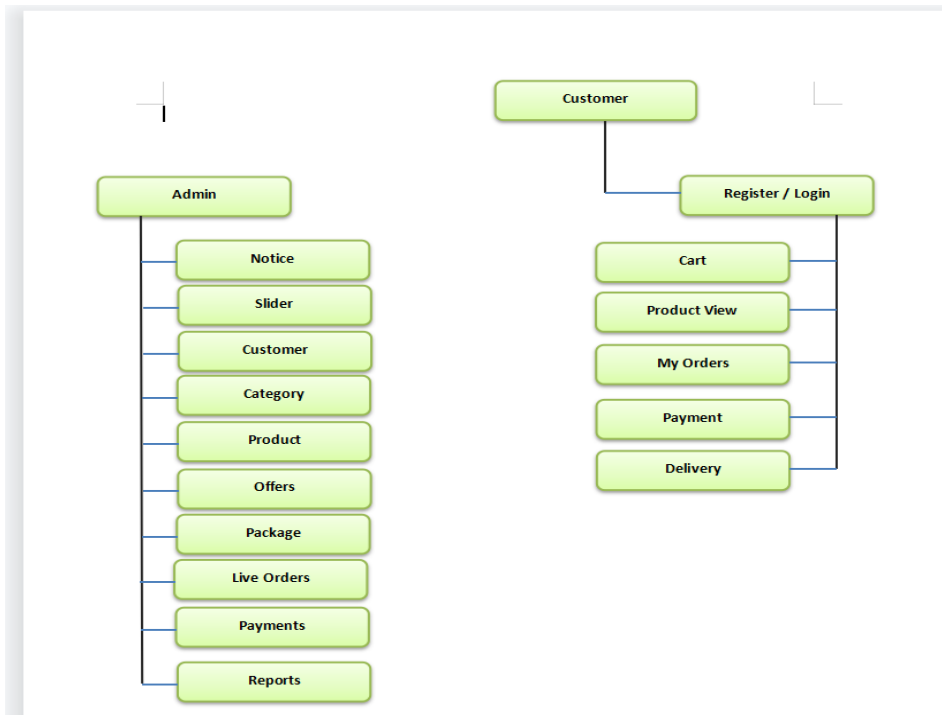 Customer
Admin
Register / Login
Notice
Slider
Customer
Category
Product
Offers
Package
Live Orders
Payments
Reports
Cart
Product View
My Orders
Payment
Delivery